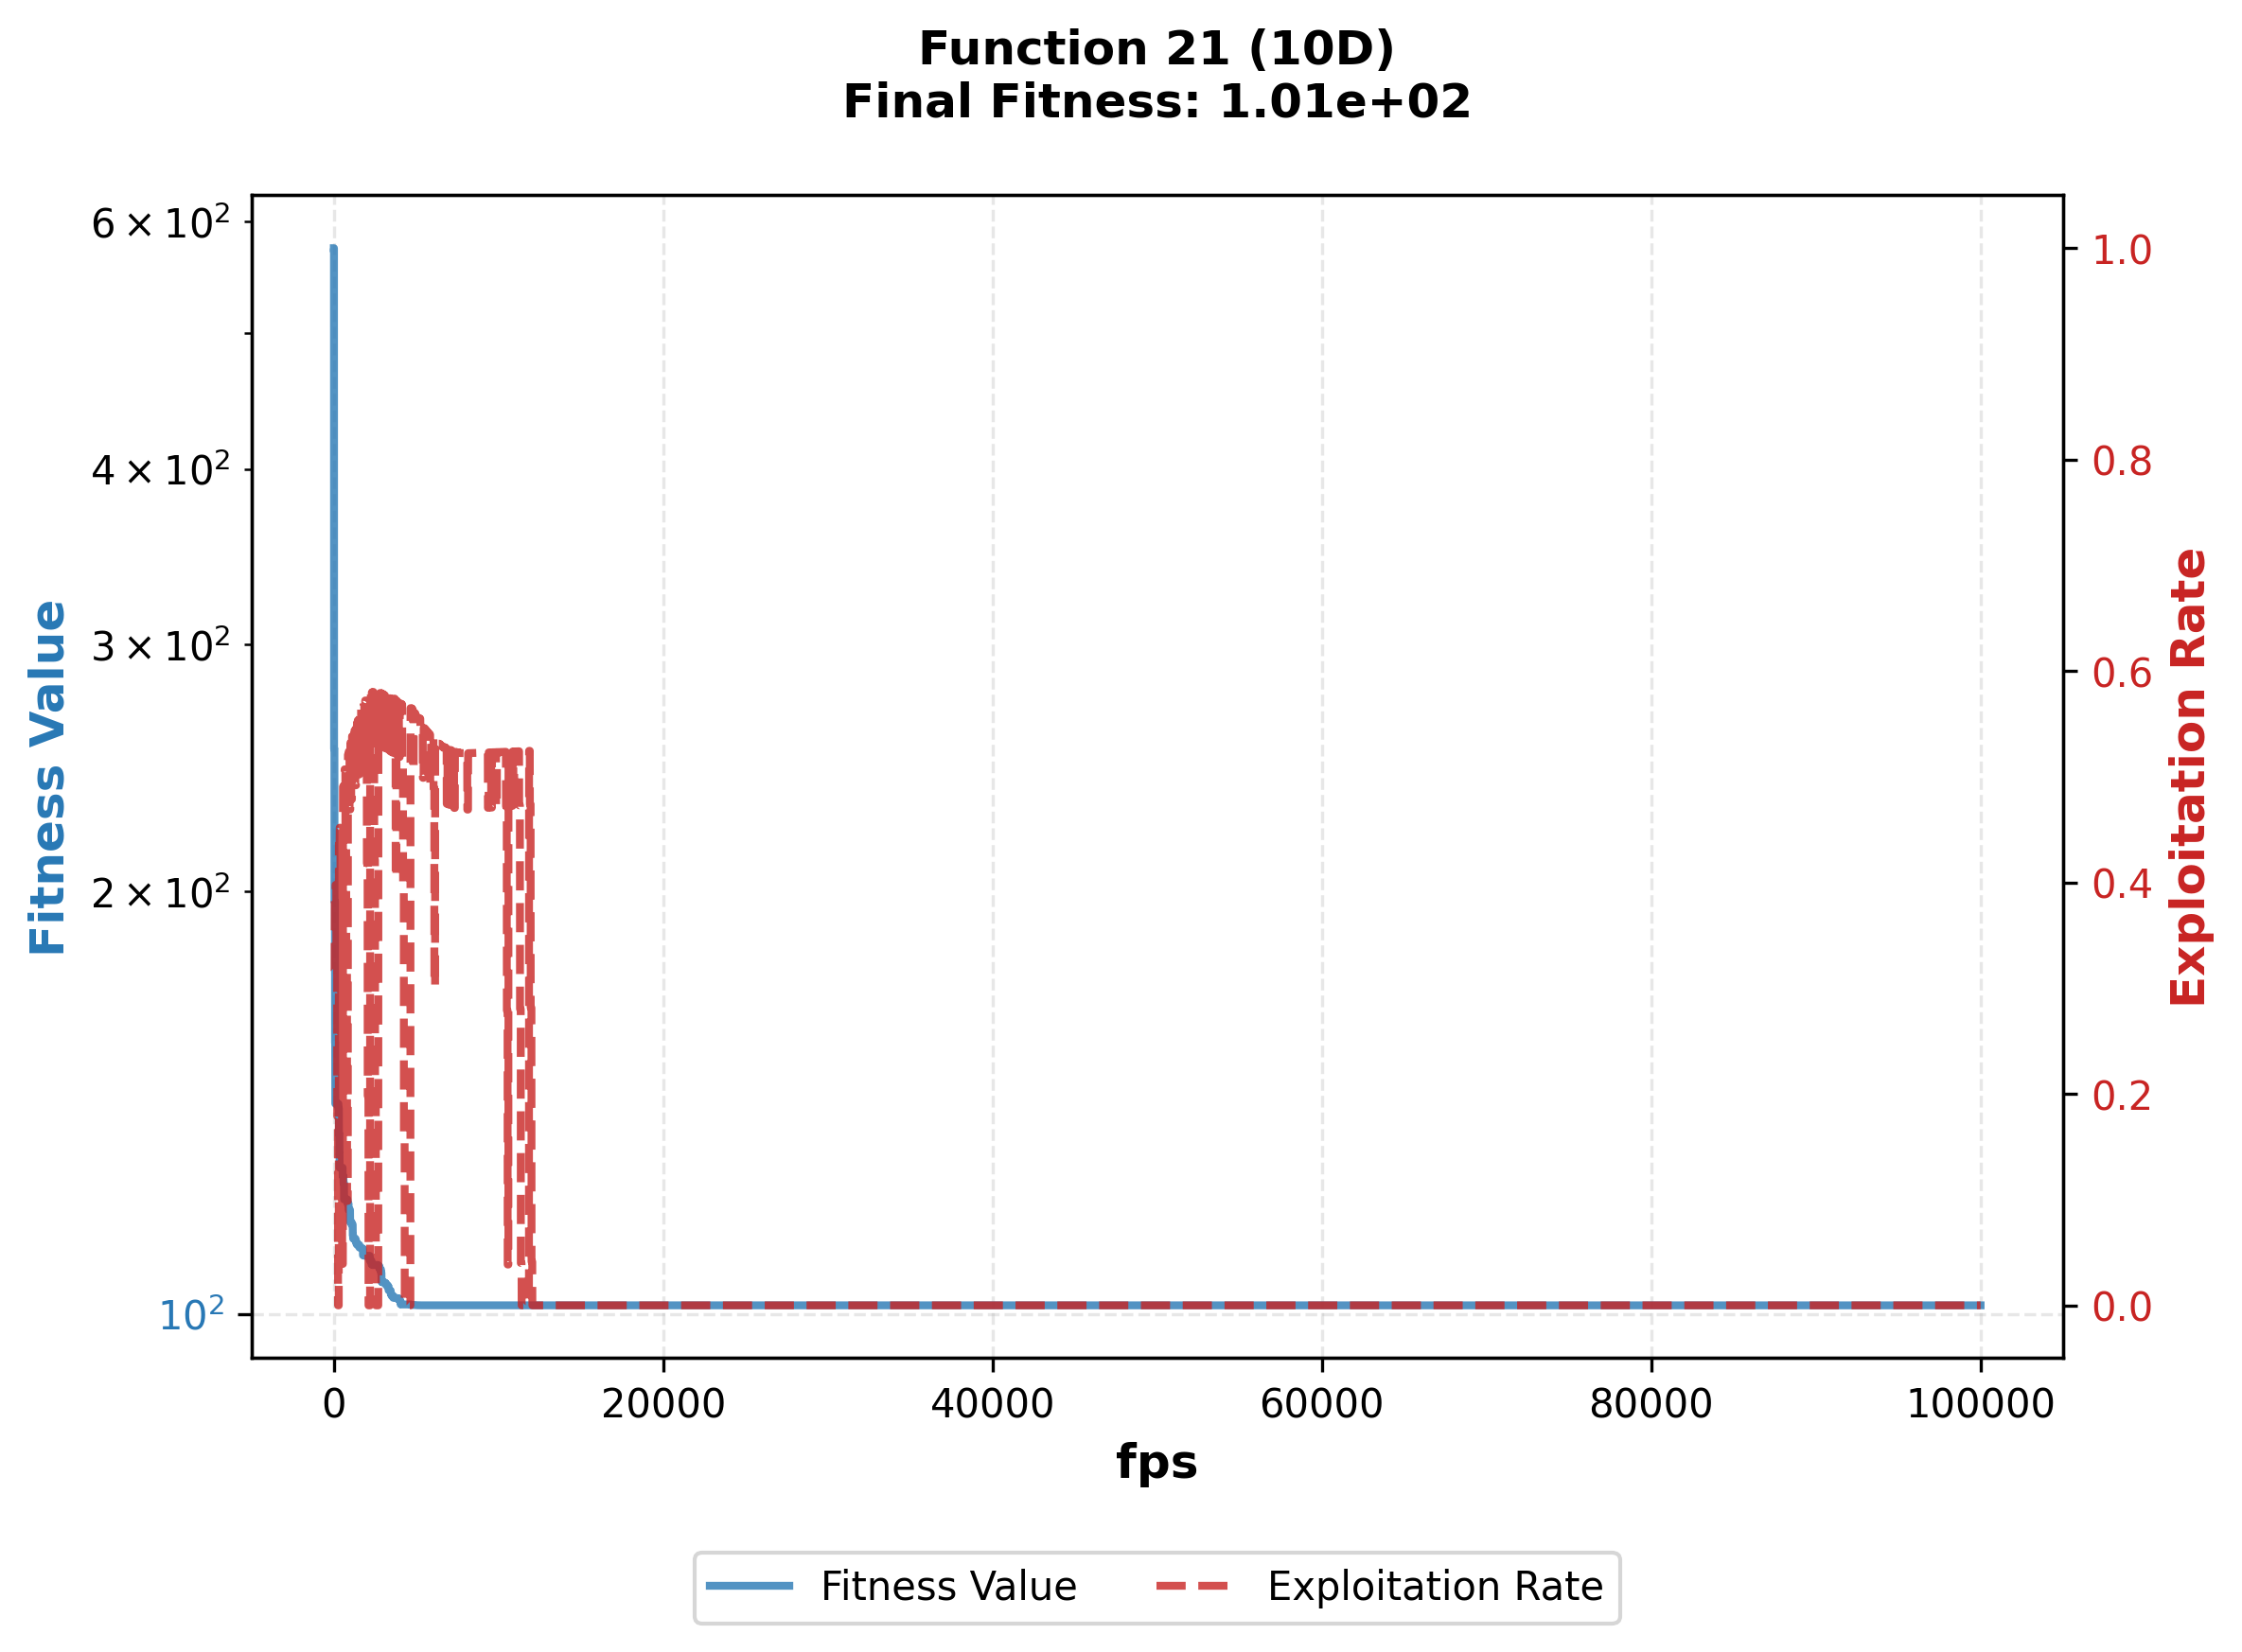 Function 21 (10D)
Final Fitness: 1.01e+02
6 × 10²
4 × 10²
3 × 10²
2 × 10²
10²
Fitness Value
1.0
0.8
0.6
0.4
0.2
0.0
Exploitation Rate
0 20000 40000 60000 80000 100000
fps
Fitness Value Exploitation Rate